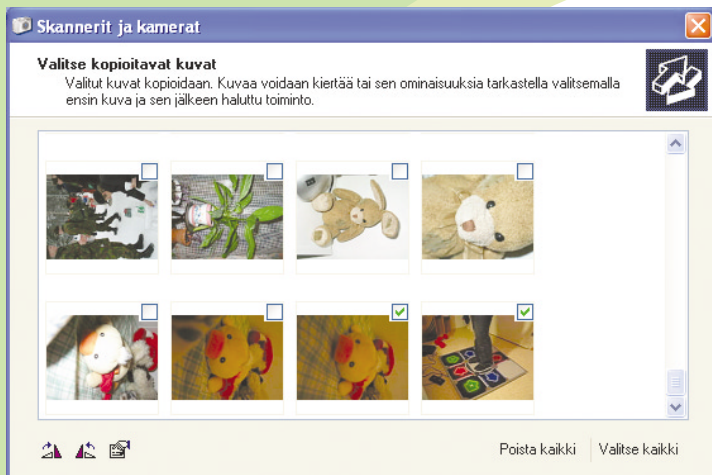 Skannerit ja kamerat
Valitse kopioitavat kuvat
Valitut kuvat kopioidaan. Kuvaa voidaan kiertää tai sen ominaisuuksia tarkastella valitsemalla
ensin kuva ja sen jälkeen haluttu toiminto.
Poista kaikki
Valitse kaikki